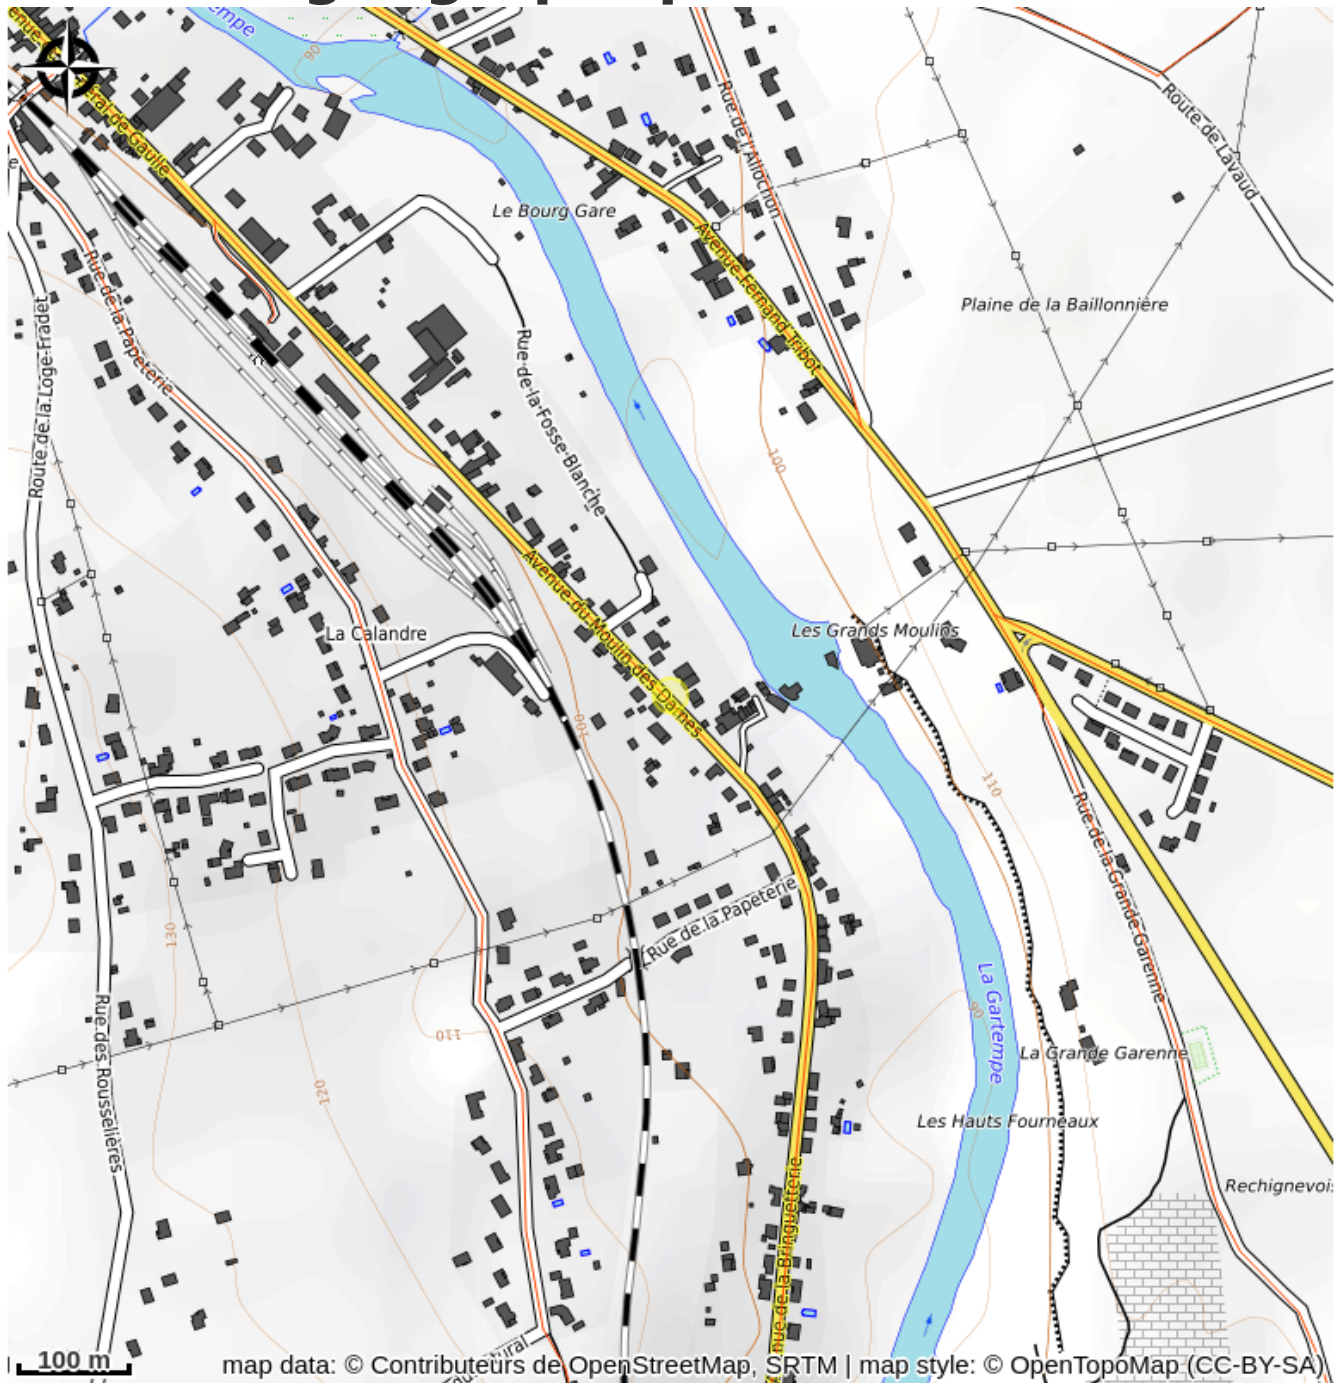 90
Rue de l'Allochon
Route de Lavaud
Le Bourg Gare
Avenue Fernand Tribot
Plaine de la Baillonnière
Rue de la Papeterie
Route de la Loge Fradet
Rue de la Fosse Blanche
100
Avenue du Moulin des Dames
La Calandre
Les Grands Moulins
100
110
Rue de la Grande Garenne
130
Rue de la Papeterie
La Gartempe
90
110
La Grande Garenne
Rue des Rousselières
120
Les Hauts Fourneaux
100 m
map data: © Contributeurs de OpenStreetMap, SRTM | map style: © OpenTopoMap (CC-BY-SA)